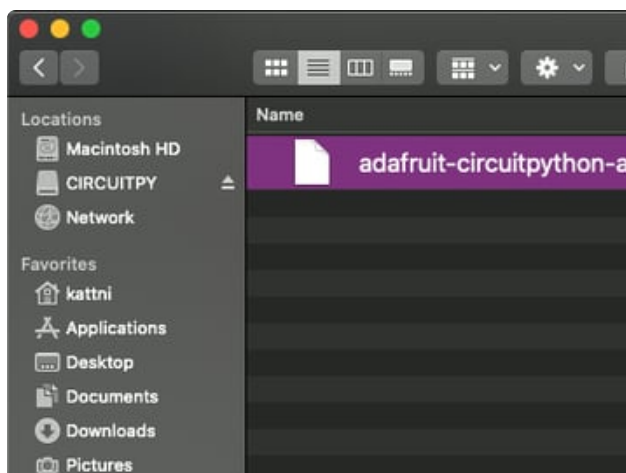 Locations
Macintosh HD
CIRCUITPY
Network
Favorites
kattni
Applications
Desktop
Documents
Downloads
Pictures
Name
adafruit-circuitpython-a